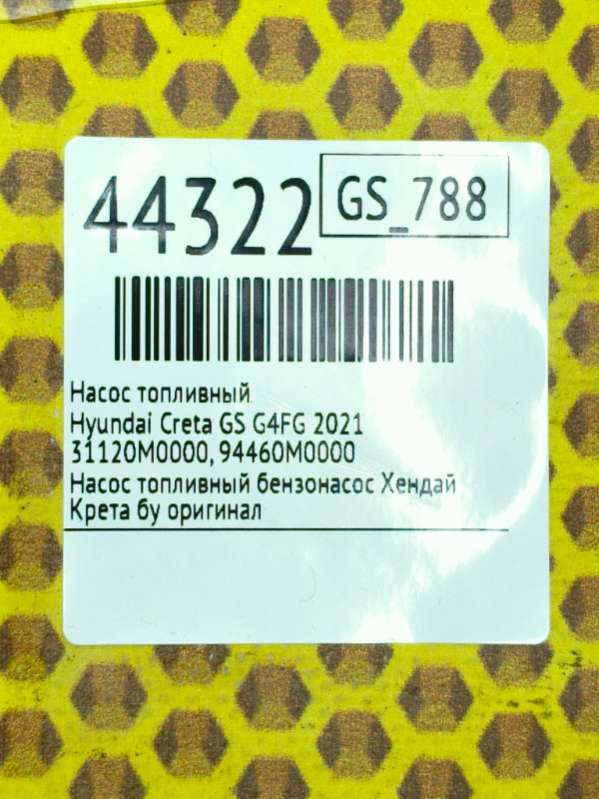 44322
GS_788
Насос топливный
Hyundai Creta GS G4FG 2021
31120M0000, 94460M0000
Насос топливный бензонасос Хендай
Крета бу оригинал